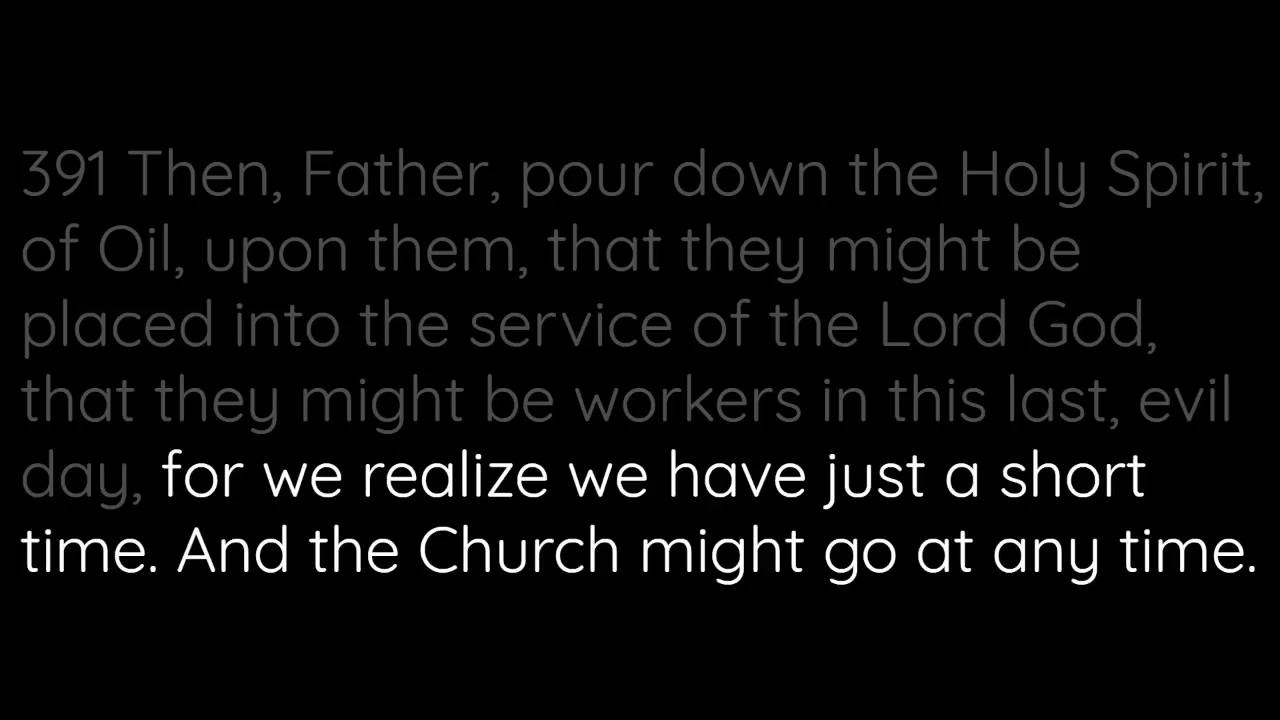 391 Then, Father, pour down the Holy Spirit,
of Oil, upon them, that they might be
placed into the service of the Lord God,
that they might be workers in this last, evil
day, for we realize we have just a short
time. And the Church might go at any time.